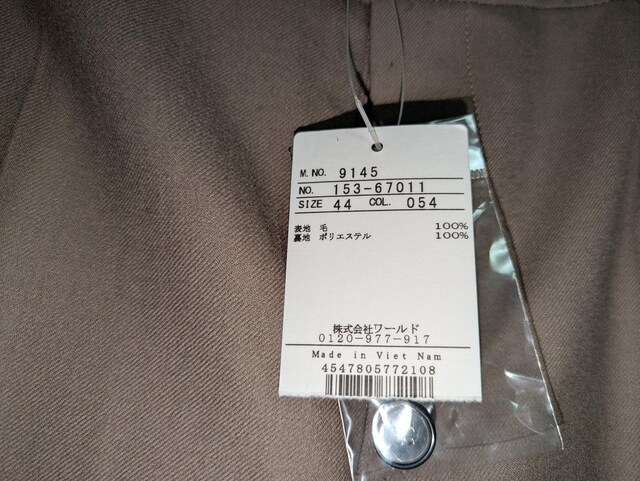 M.NO. 9145
NO. 153-67011
SIZE 44 COL. 054
表地 毛 100%
裏地 ポリエステル 100%
株式会社ワールド
0120-977-917
Made in Viet Nam
4547805772108